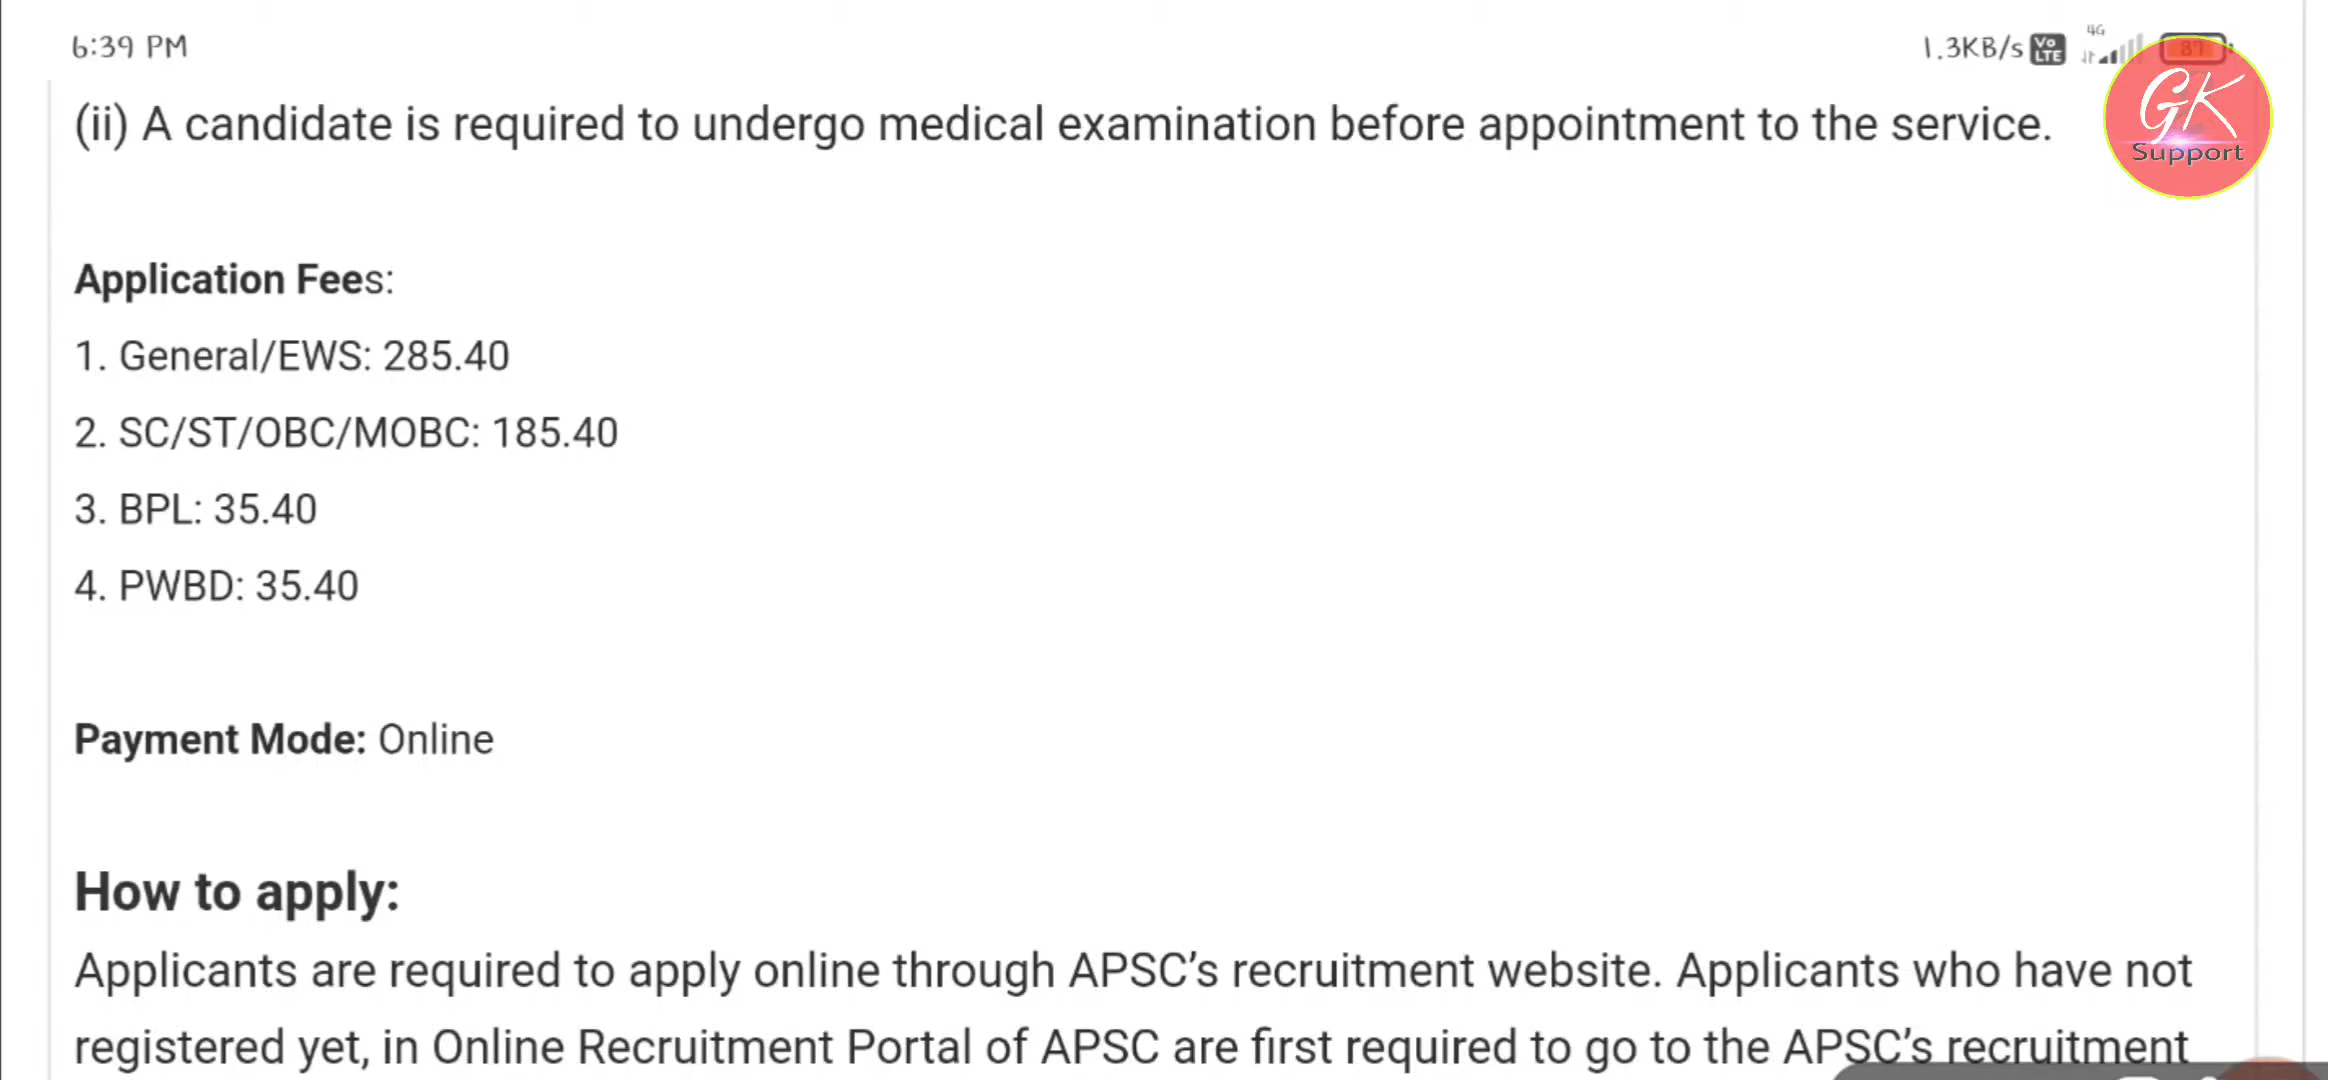 6:39 PM
1.3KB/s Vo LTE 4G 87
(ii) A candidate is required to undergo medical examination before appointment to the service.
GK
Support
Application Fees:
1. General/EWS: 285.40
2. SC/ST/OBC/MOBC: 185.40
3. BPL: 35.40
4. PWBD: 35.40
Payment Mode: Online
How to apply:
Applicants are required to apply online through APSC’s recruitment website. Applicants who have not
registered yet, in Online Recruitment Portal of APSC are first required to go to the APSC’s recruitment